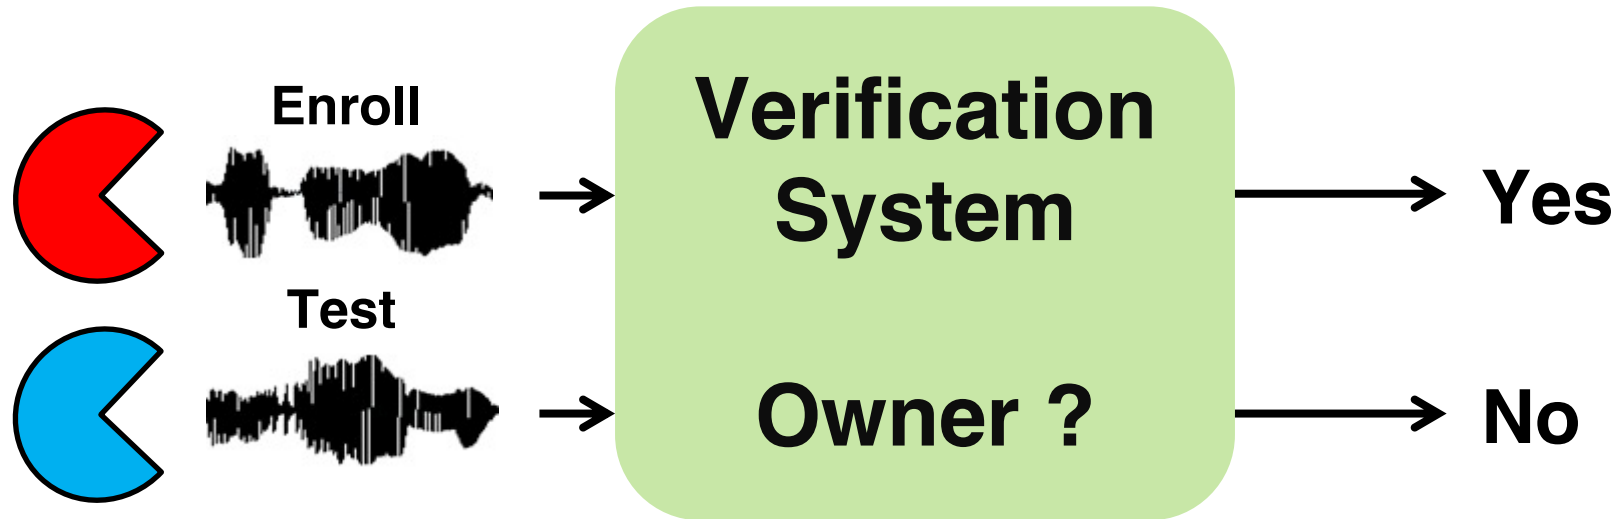 Enroll
Test
Verification
System
Owner ?
Yes
No